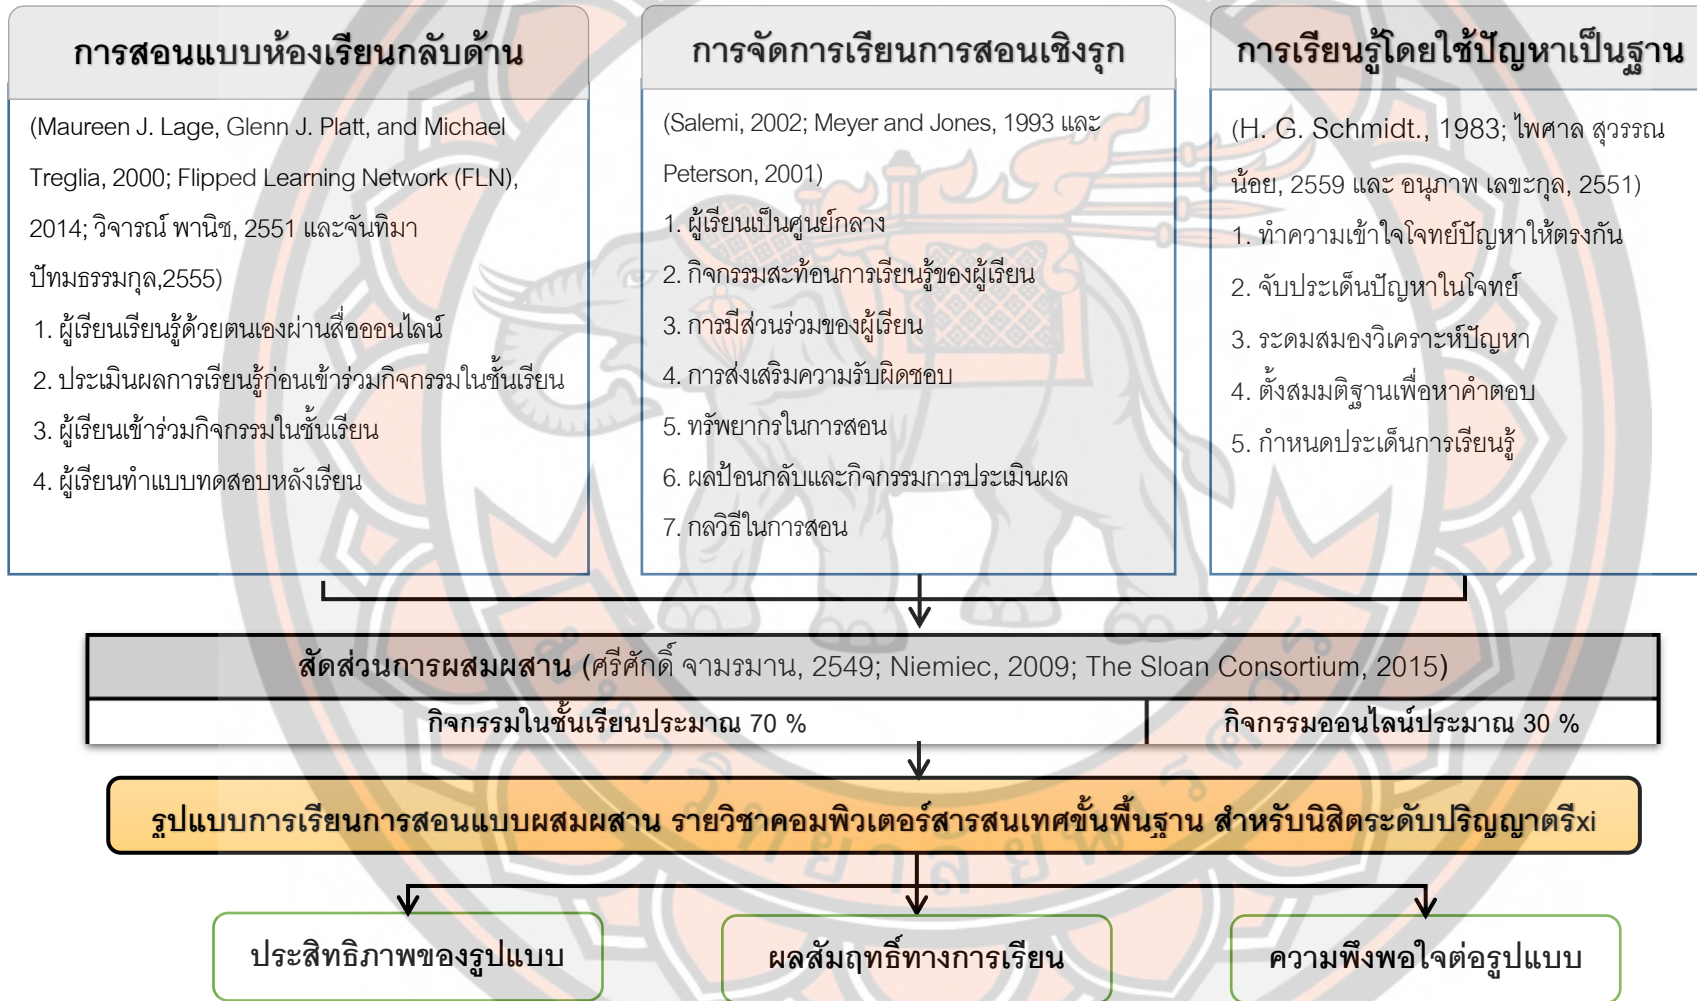 การสอนแบบห้องเรียนกลับด้าน
(Maureen J. Lage, Glenn J. Platt, and Michael
Treglia, 2000; Flipped Learning Network (FLN),
2014; วิจารณ์ พานิช, 2551 และจันทิมา
ปัทมธรรมกุล,2555)
1. ผู้เรียนเรียนรู้ด้วยตนเองผ่านสื่อออนไลน์
2. ประเมินผลการเรียนรู้ก่อนเข้าร่วมกิจกรรมในชั้นเรียน
3. ผู้เรียนเข้าร่วมกิจกรรมในชั้นเรียน
4. ผู้เรียนทำแบบทดสอบหลังเรียน
การจัดการเรียนการสอนเชิงรุก
(Salemi, 2002; Meyer and Jones, 1993 และ
Peterson, 2001)
1. ผู้เรียนเป็นศูนย์กลาง
2. กิจกรรมสะท้อนการเรียนรู้ของผู้เรียน
3. การมีส่วนร่วมของผู้เรียน
4. การส่งเสริมความรับผิดชอบ
5. ทรัพยากรในการสอน
6. ผลป้อนกลับและกิจกรรมการประเมินผล
7. กลวิธีในการสอน
การเรียนรู้โดยใช้ปัญหาเป็นฐาน
(H. G. Schmidt., 1983; ไพศาล สุวรรณ
น้อย, 2559 และ อนุภาพ เลขะกุล, 2551)
1. ทำความเข้าใจโจทย์ปัญหาให้ตรงกัน
2. จับประเด็นปัญหาในโจทย์
3. ระดมสมองวิเคราะห์ปัญหา
4. ตั้งสมมติฐานเพื่อหาคำตอบ
5. กำหนดประเด็นการเรียนรู้
สัดส่วนการผสมผสาน (ศรีศักดิ์ จามรมาน, 2549; Niemiec, 2009; The Sloan Consortium, 2015)
กิจกรรมในชั้นเรียนประมาณ 70 %
กิจกรรมออนไลน์ประมาณ 30 %
รูปแบบการเรียนการสอนแบบผสมผสาน รายวิชาคอมพิวเตอร์สารสนเทศขั้นพื้นฐาน สำหรับนิสิตระดับปริญญาตรีxi
ประสิทธิภาพของรูปแบบ
ผลสัมฤทธิ์ทางการเรียน
ความพึงพอใจต่อรูปแบบ
มหาวิทยาลัยนเรศวร